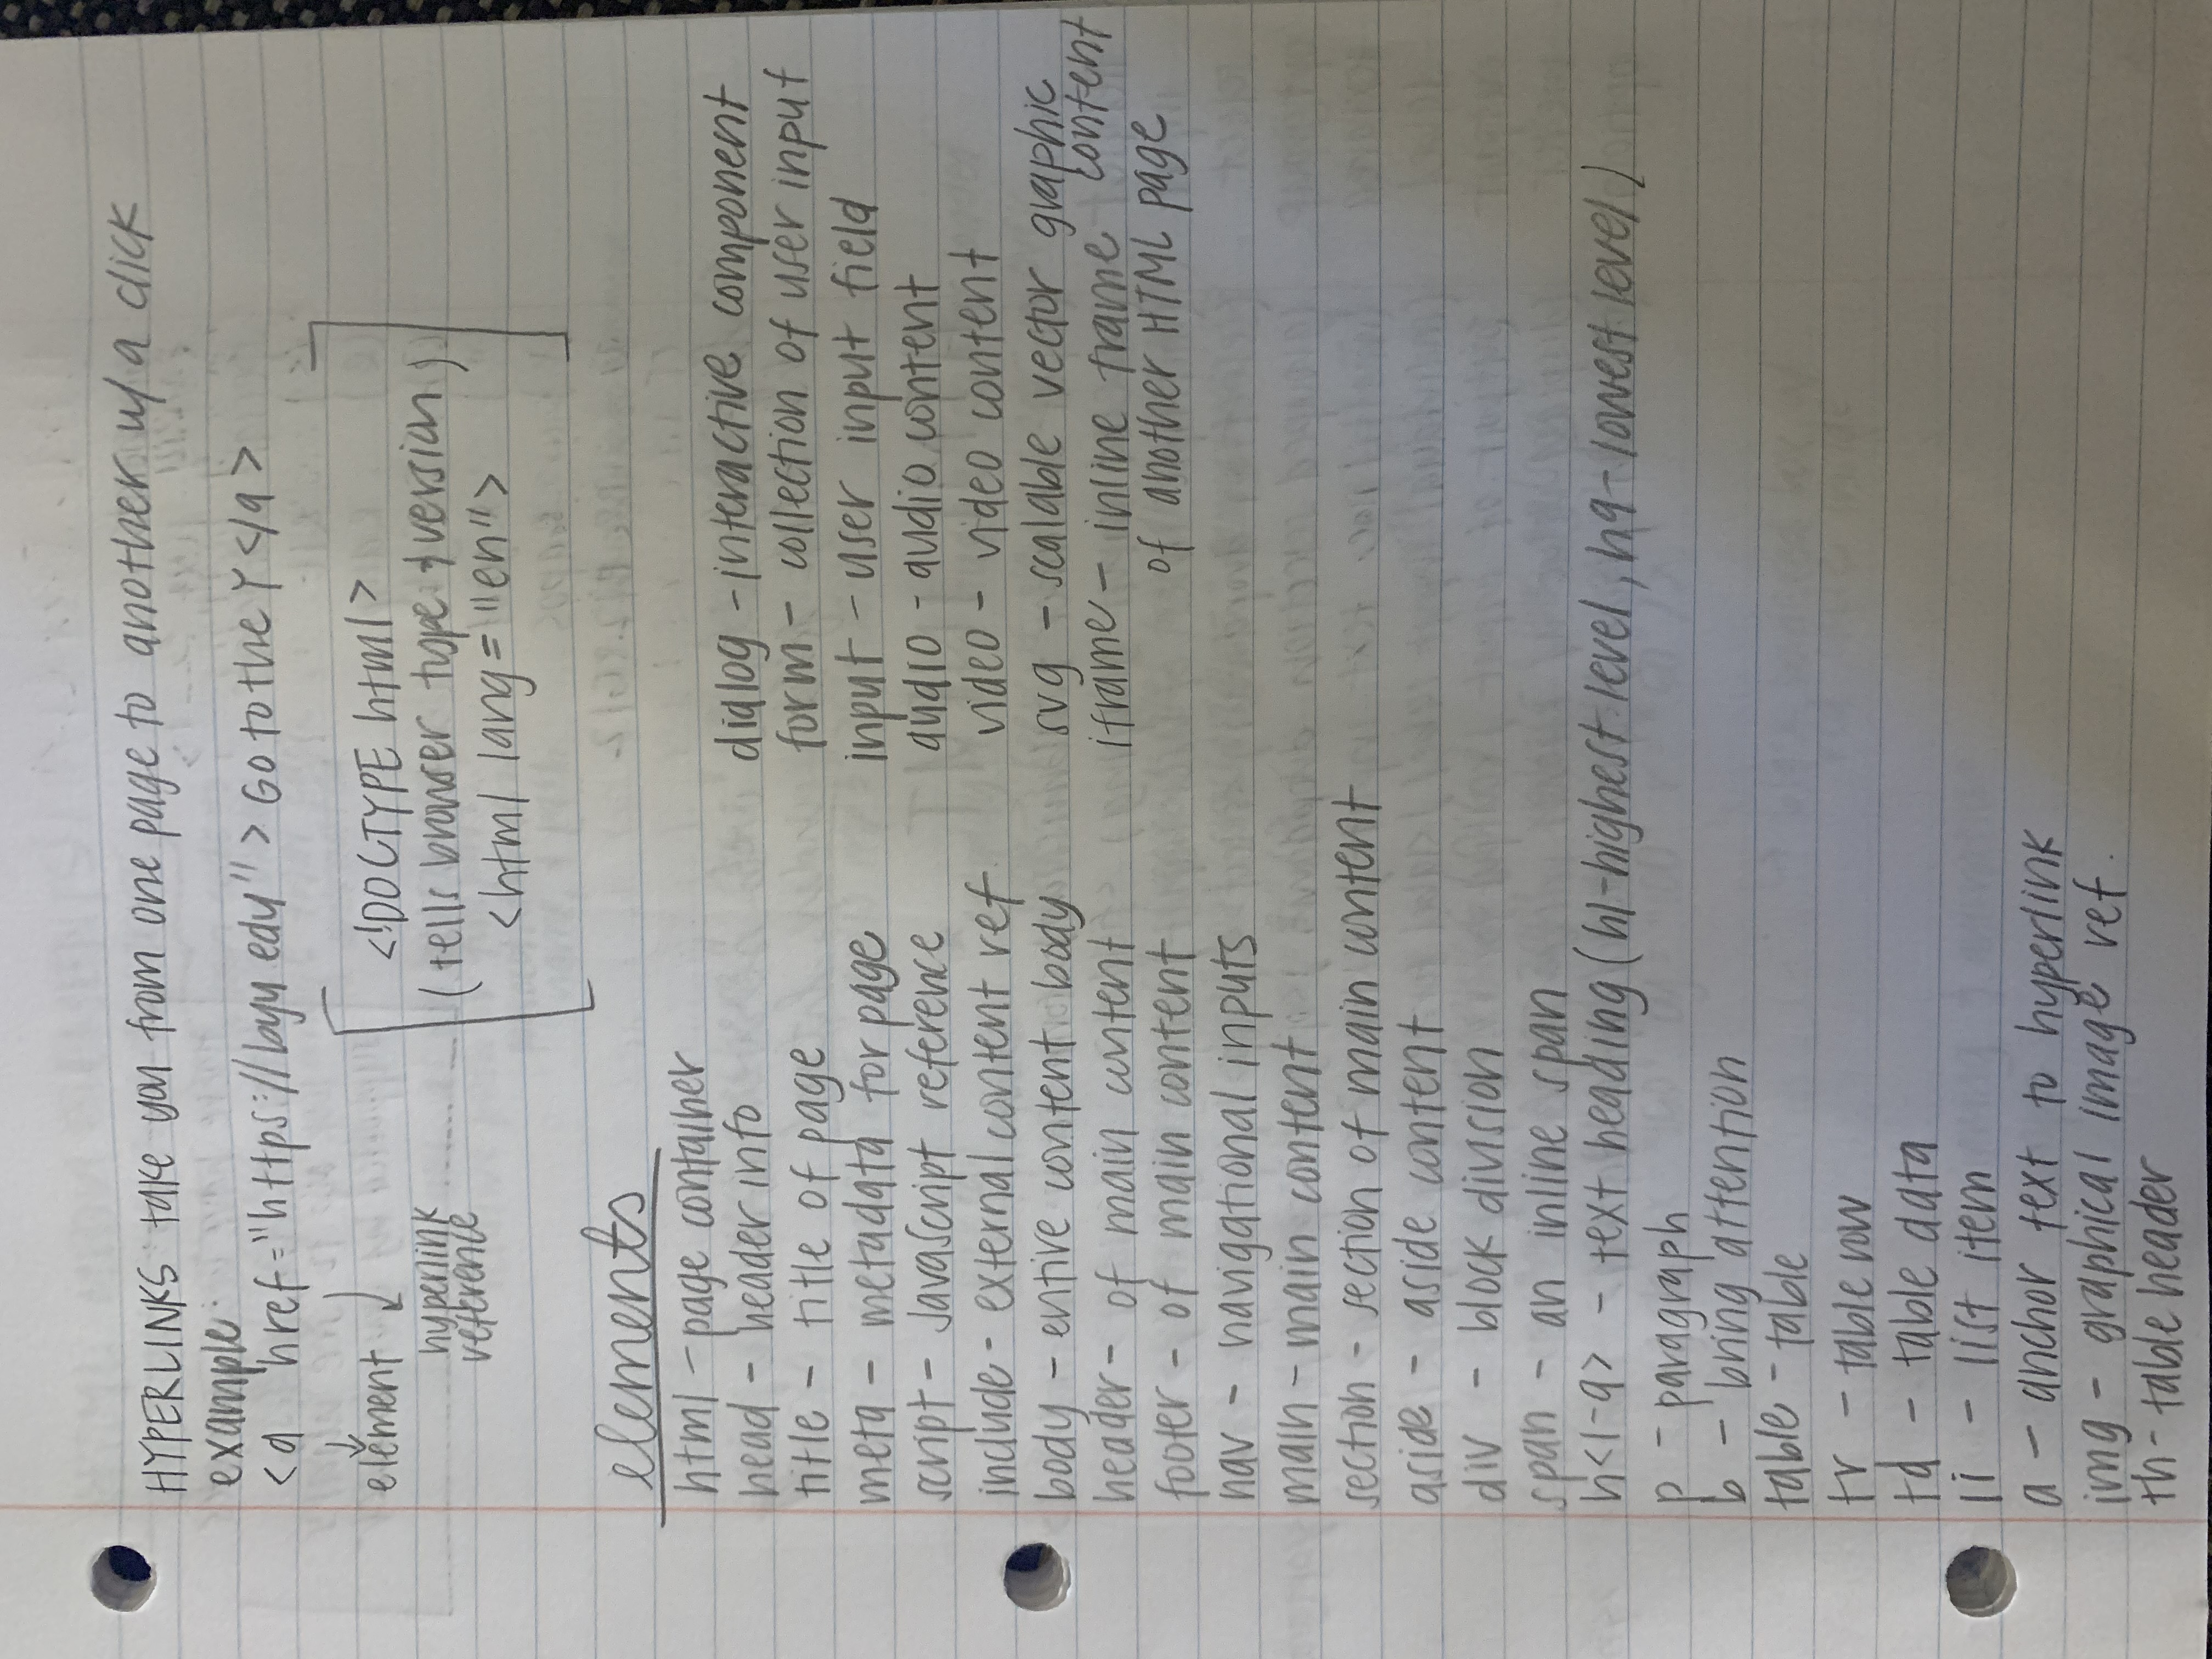 HYPERLINKS take you from one page to another w/ a click
example:
<a href="https://byu.edu"> Go to the Y </a>
element
hyperlink
reference
<!DOCTYPE html>
(tells browser type + version)
<html lang="en">
elements
html - page container
head - header info
title - title of page
meta - metadata for page
script - JavaScript reference
include - external content ref
body - entire content body
header - of main content
footer - of main content
nav - navigational inputs
main - main content
section - section of main content
aside - aside content
div - block division
span - an inline span
h<1-9> - text heading (h1-highest level, h9-lowest level)
p - paragraph
b - bring attention
table - table
tr - table row
td - table data
li - list item
a - anchor text to hyperlink
img - graphical image ref.
th - table header
dialog - interactive component
form - collection of user input
input - user input field
audio - audio content
video - video content
svg - scalable vector graphic
content
iframe - inline frame
of another HTML page